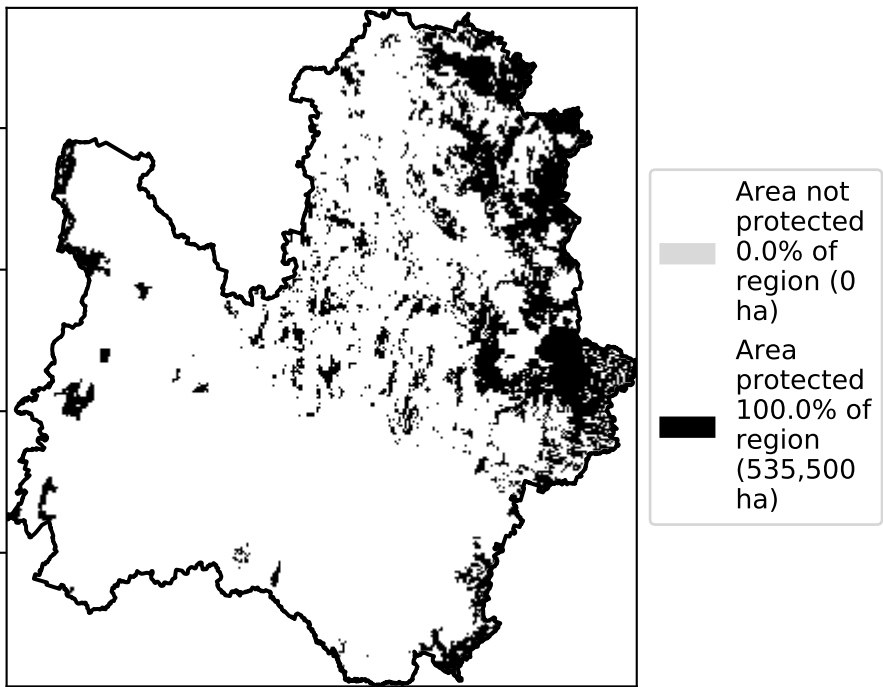 Area not
protected
0.0% of
region (0
ha)
Area
protected
100.0% of
region
(535,500
ha)